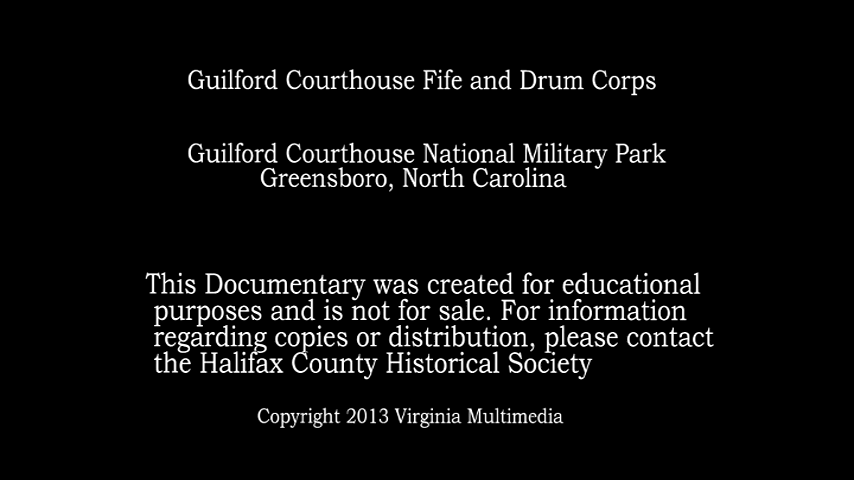 Guilford Courthouse Fife and Drum Corps
Guilford Courthouse National Military Park
Greensboro, North Carolina
This Documentary was created for educational
purposes and is not for sale. For information
regarding copies or distribution, please contact
the Halifax County Historical Society
Copyright 2013 Virginia Multimedia